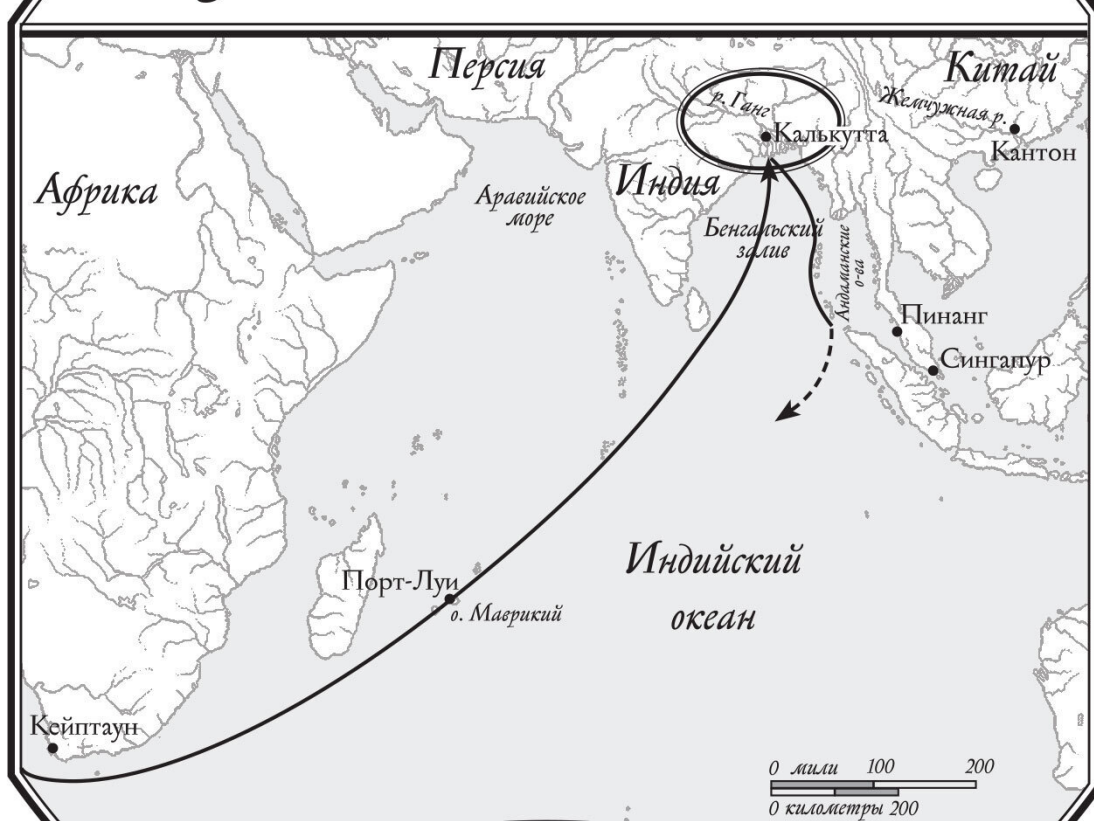 Персия
Китай
р. Ганг
Жемчужная р.
Калькутта
Кантон
Африка
Индия
Аравийское
море
Бенгальский
залив
Андаманские
о-ва
Пинанг
Сингапур
Индийский
океан
Порт-Луи
о. Маврикий
Кейптаун
0 мили 100 200
0 километры 200